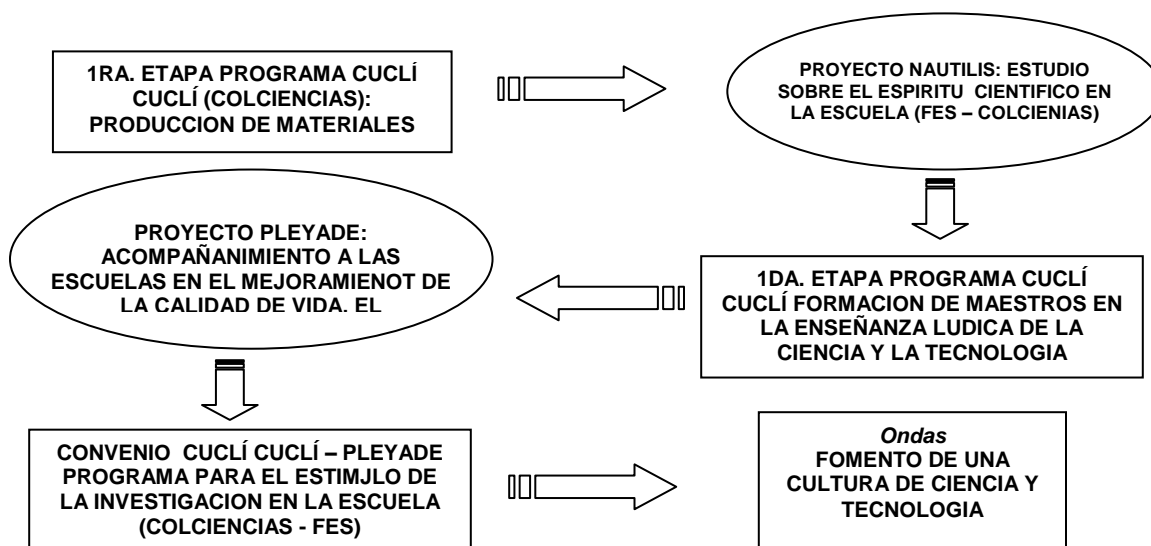 1RA. ETAPA PROGRAMA CUCLÍ
CUCLÍ (COLCIENCIAS):
PRODUCCION DE MATERIALES
PROYECTO NAUTILIS: ESTUDIO
SOBRE EL ESPIRITU CIENTIFICO EN
LA ESCUELA (FES – COLCIENIAS)
PROYECTO PLEYADE:
ACOMPAÑANIMIENTO A LAS
ESCUELAS EN EL MEJORAMIENOT DE
LA CALIDAD DE VIDA. EL
1DA. ETAPA PROGRAMA CUCLÍ
CUCLÍ FORMACION DE MAESTROS EN
LA ENSEÑANZA LUDICA DE LA
CIENCIA Y LA TECNOLOGIA
CONVENIO CUCLÍ CUCLÍ – PLEYADE
PROGRAMA PARA EL ESTIMJLO DE
LA INVESTIGACION EN LA ESCUELA
(COLCIENCIAS - FES)
Ondas
FOMENTO DE UNA
CULTURA DE CIENCIA Y
TECNOLOGIA